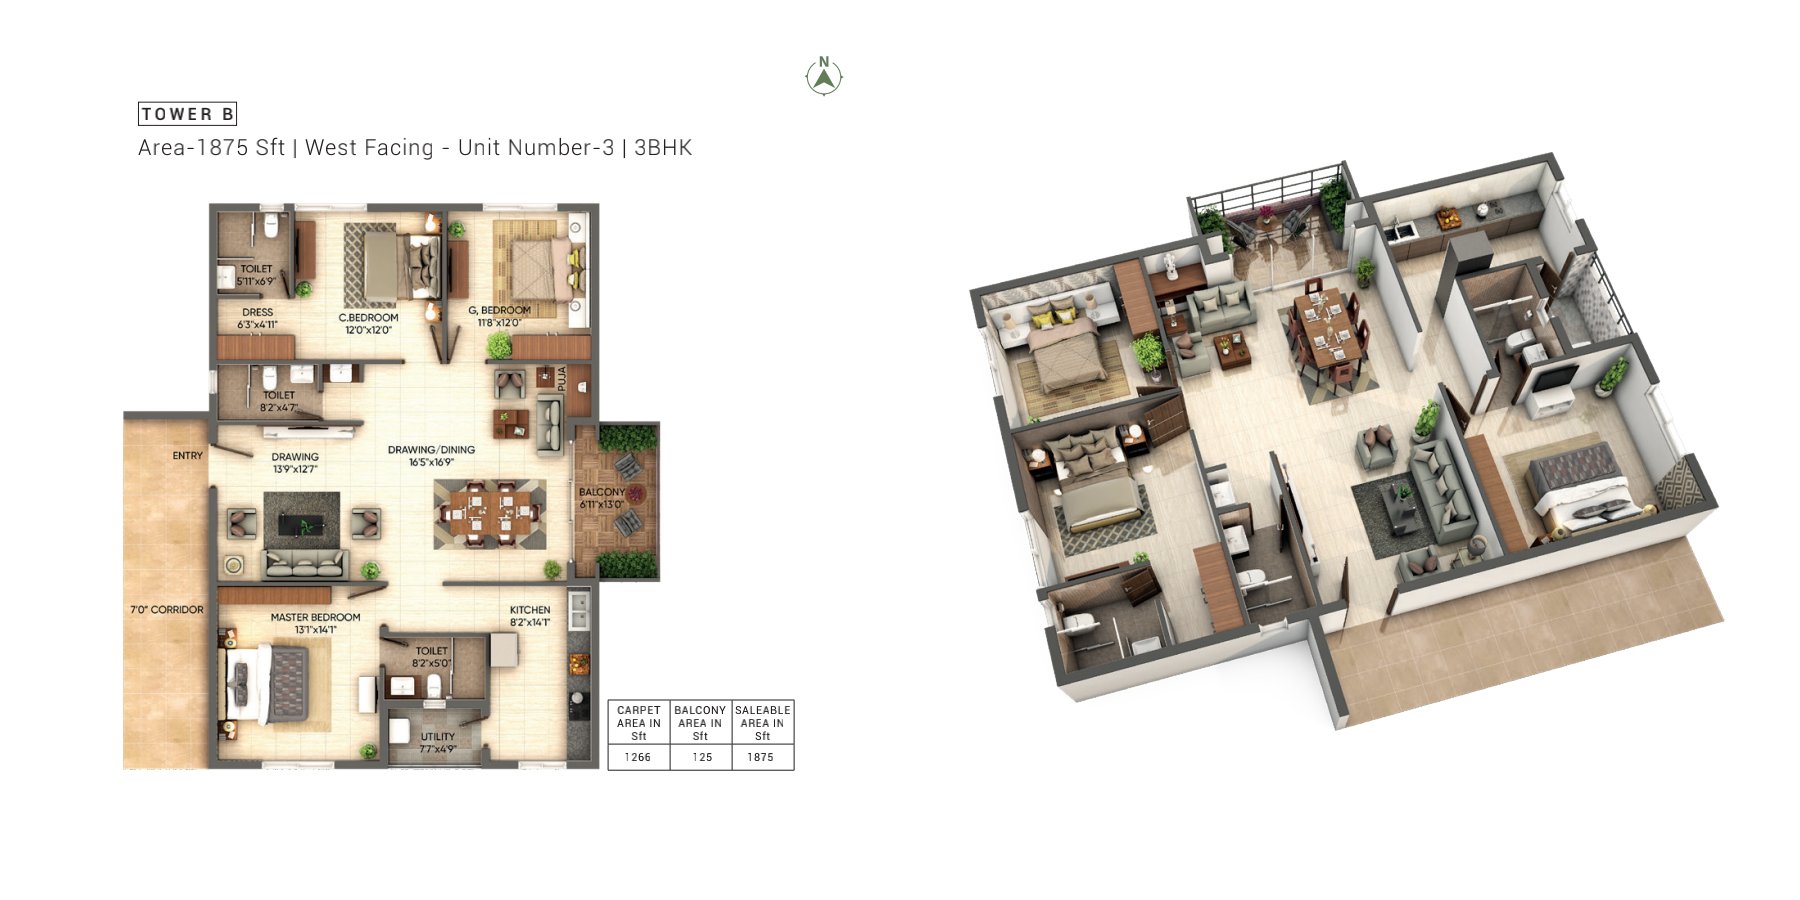 N
TOWER B
Area-1875 Sft | West Facing - Unit Number-3 | 3BHK
TOILET
5'11"x6'9"
DRESS
6'3"x4'11"
C.BEDROOM
12'0"x12'0"
G, BEDROOM
11'8"x12'0"
TOILET
8'2"x4'7"
PUJA
ENTRY
DRAWING
13'9"x12'7"
DRAWING/DINING
16'5"x16'9"
BALCONY
6'11"x13'0"
7'0" CORRIDOR
MASTER BEDROOM
13'1"x14'1"
KITCHEN
8'2"x14'1"
TOILET
8'2"x5'0"
UTILITY
7'7"x4'9"
CARPET AREA IN Sft
BALCONY AREA IN Sft
SALEABLE AREA IN Sft
1266
125
1875